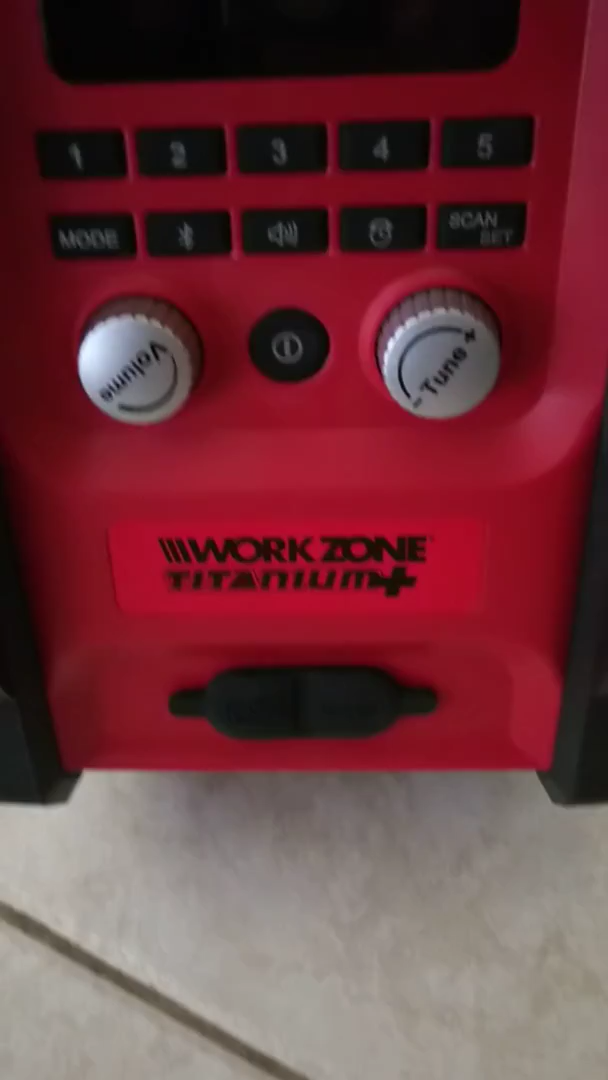 1 2 3 4 5
MODE SCAN
SET
Volume
- Tune +
WORK ZONE
TITANIUM+